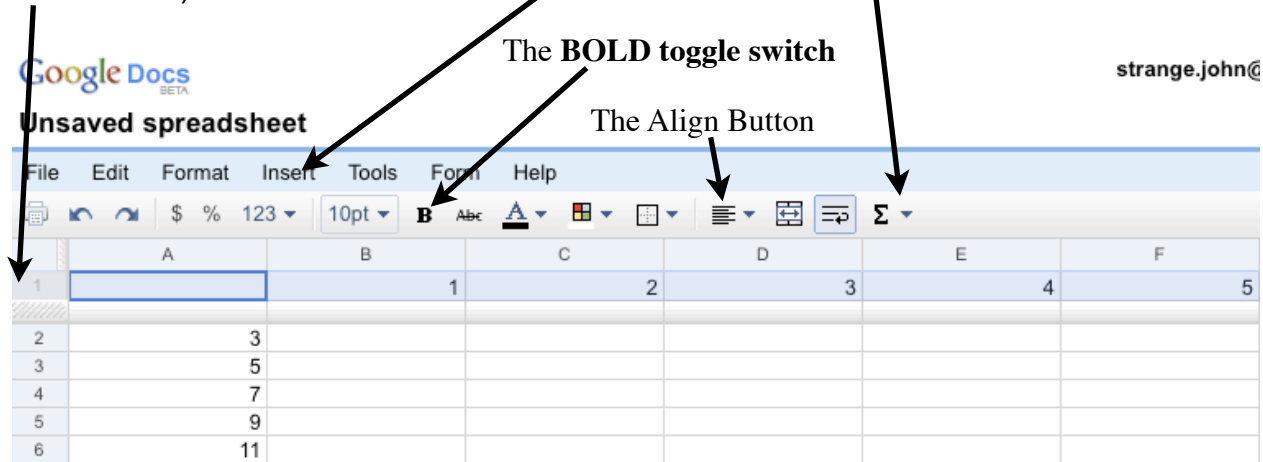 The BOLD toggle switch
Google Docs
BETA
strange.john@
Unsaved spreadsheet
The Align Button
File Edit Format Insert Tools Form Help
$ % 123 10pt B Abc A Σ
A B C D E F
1 1 2 3 4 5
2 3
3 5
4 7
5 9
6 11